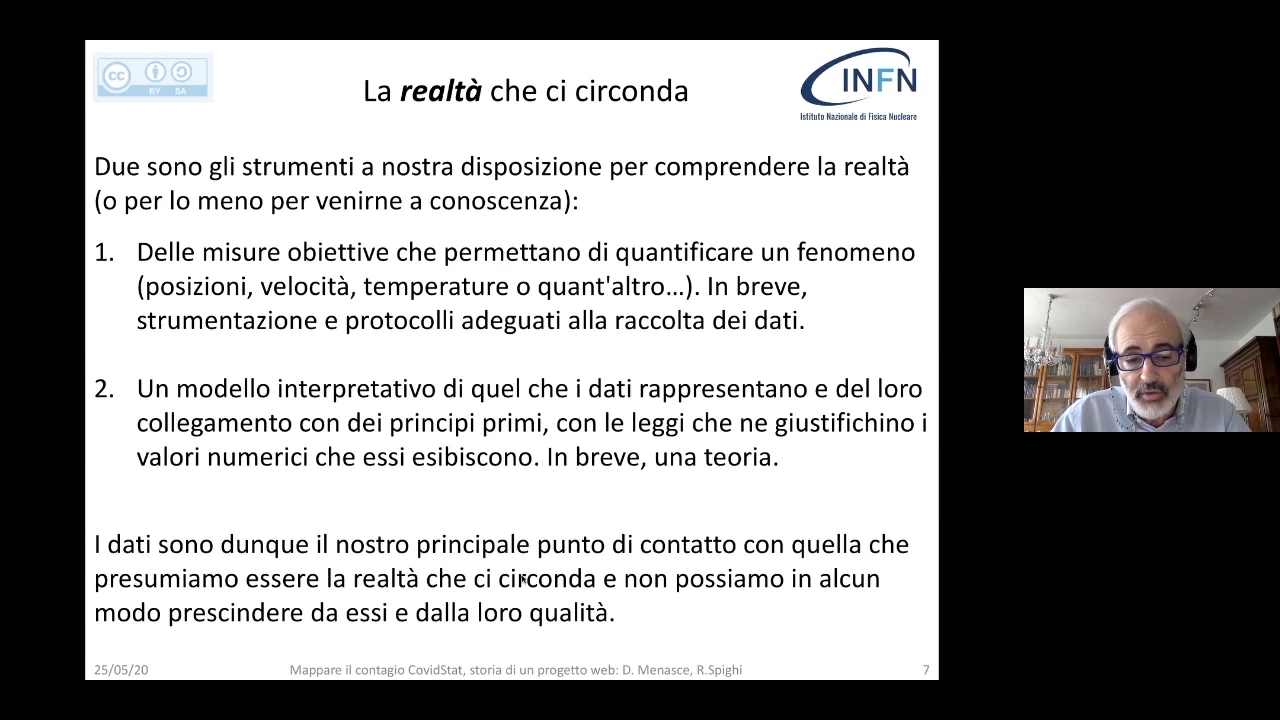 cc
BY SA
La realtà che ci circonda
INFN
Istituto Nazionale di Fisica Nucleare
Due sono gli strumenti a nostra disposizione per comprendere la realtà
(o per lo meno per venirne a conoscenza):
1. Delle misure obiettive che permettano di quantificare un fenomeno
(posizioni, velocità, temperature o quant'altro…). In breve,
strumentazione e protocolli adeguati alla raccolta dei dati.
2. Un modello interpretativo di quel che i dati rappresentano e del loro
collegamento con dei principi primi, con le leggi che ne giustifichino i
valori numerici che essi esibiscono. In breve, una teoria.
I dati sono dunque il nostro principale punto di contatto con quella che
presumiamo essere la realtà che ci circonda e non possiamo in alcun
modo prescindere da essi e dalla loro qualità.
25/05/20 Mappare il contagio CovidStat, storia di un progetto web: D. Menasce, R.Spighi 7